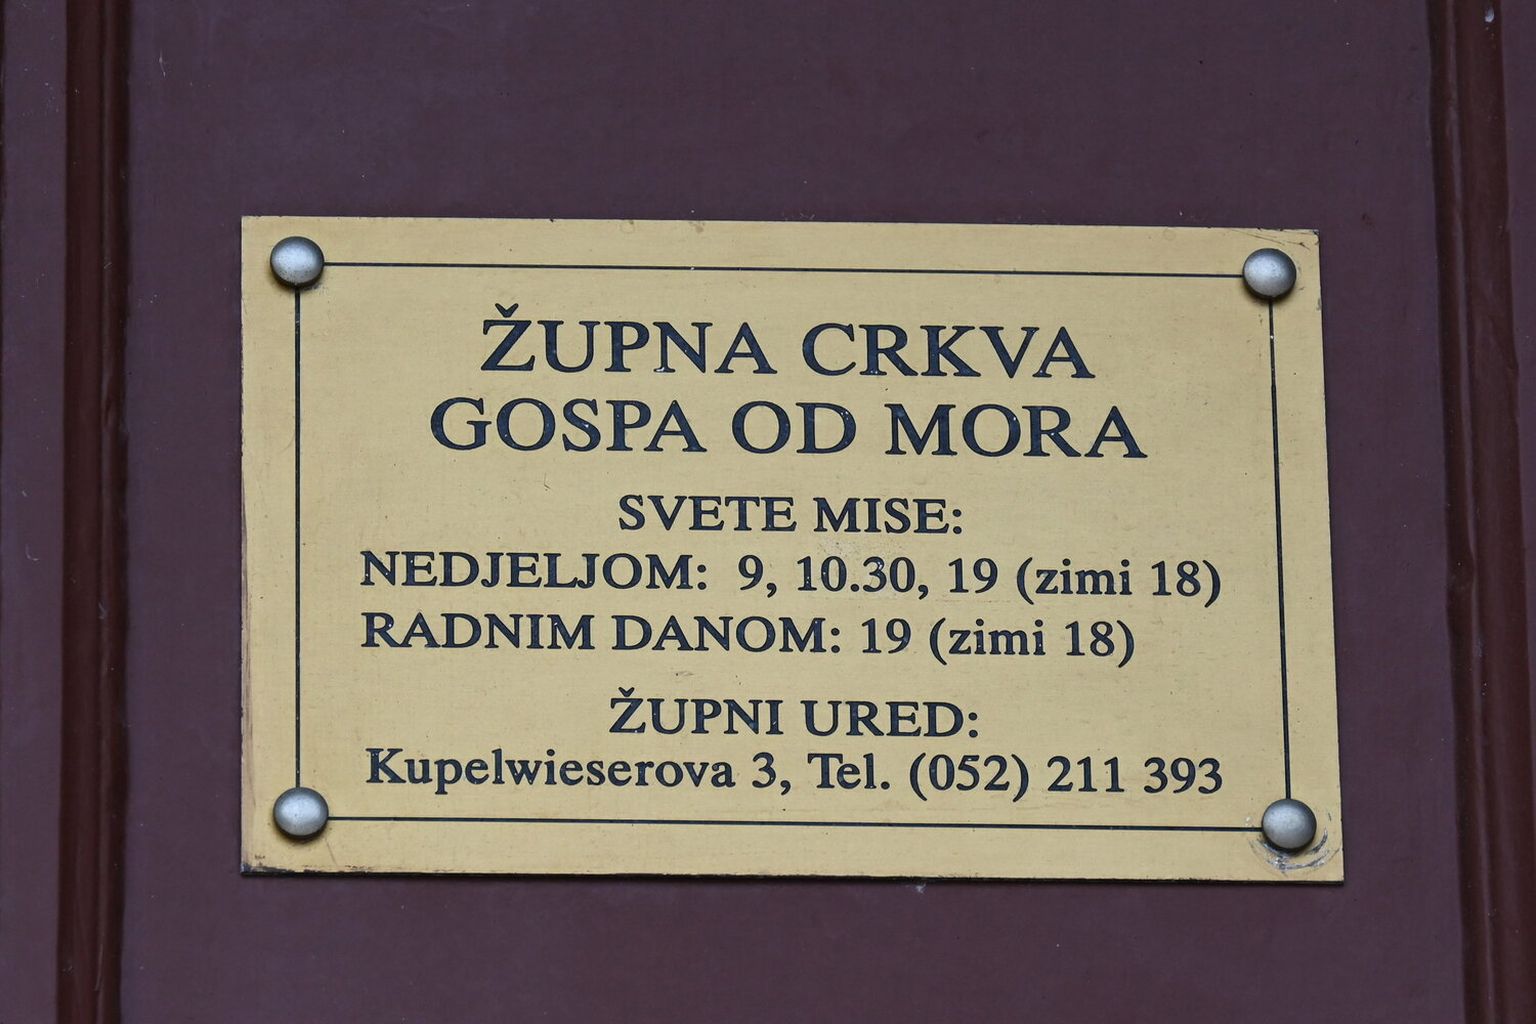 ŽUPNA CRKVA
GOSPA OD MORA
SVETE MISE:
NEDJELJOM: 9, 10.30, 19 (zimi 18)
RADNIM DANOM: 19 (zimi 18)
ŽUPNI URED:
Kupelwieserova 3, Tel. (052) 211 393